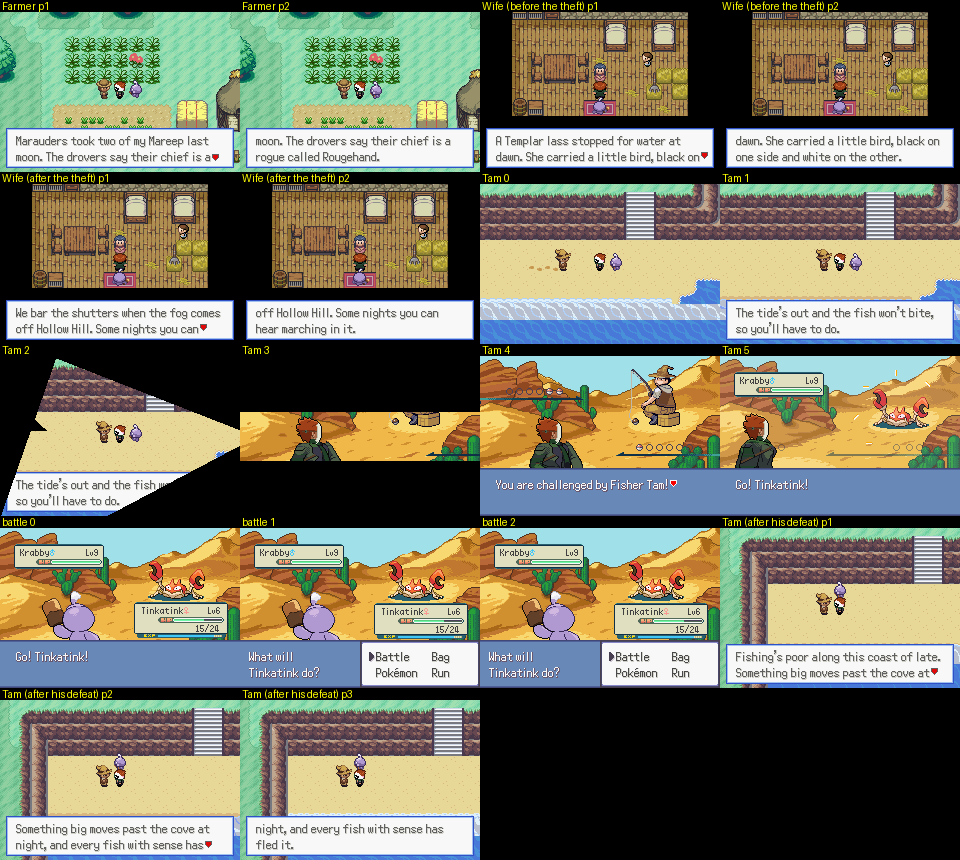 Farmer p1
Marauders took two of my Mareep last
moon. The drovers say their chief is a
Farmer p2
moon. The drovers say their chief is a
rogue called Rougehand.
Wife (before the theft) p1
A Templar lass stopped for water at
dawn. She carried a little bird, black on
Wife (before the theft) p2
dawn. She carried a little bird, black on
one side and white on the other.
Wife (after the theft) p1
We bar the shutters when the fog comes
off Hollow Hill. Some nights you can
Wife (after the theft) p2
off Hollow Hill. Some nights you can
hear marching in it.
Tam 0
Tam 1
The tide's out and the fish won't bite,
so you'll have to do.
Tam 2
The tide's out and the fish w
so you'll have to do.
Tam 3
Tam 4
You are challenged by Fisher Tam!
Tam 5
Krabby♂ Lv9
Go! Tinkatink!
battle 0
Krabby♂ Lv9
Tinkatink♀ Lv6
15/24
EXP
Go! Tinkatink!
battle 1
Krabby♂ Lv9
Tinkatink♀ Lv6
15/24
EXP
What will
Tinkatink do?
Battle Bag
Pokémon Run
battle 2
Krabby♂ Lv9
Tinkatink♀ Lv6
15/24
EXP
What will
Tinkatink do?
Battle Bag
Pokémon Run
Tam (after his defeat) p1
Fishing's poor along this coast of late.
Something big moves past the cove at
Tam (after his defeat) p2
Something big moves past the cove at
night, and every fish with sense has
Tam (after his defeat) p3
night, and every fish with sense has
fled it.